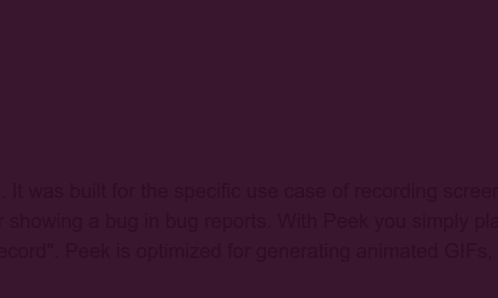 . It was built for the specific use case of recording screen
showing a bug in bug reports. With Peek you simply pla
ecord". Peek is optimized for generating animated GIFs,